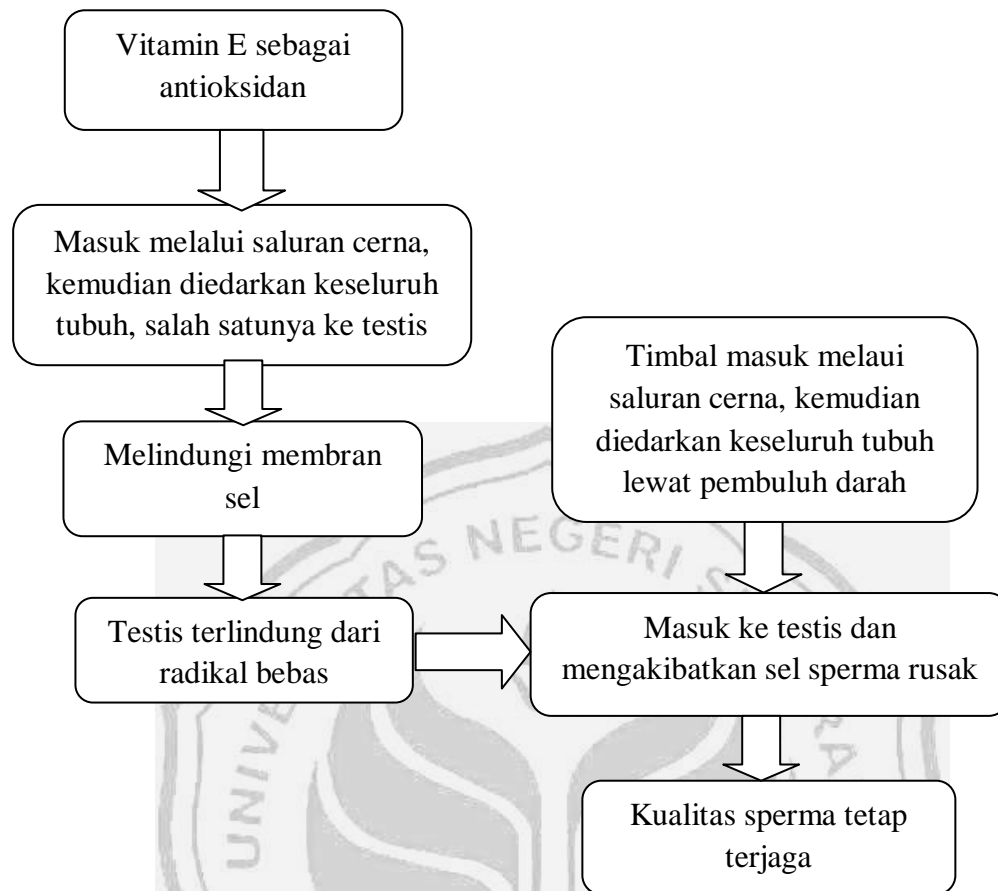 Vitamin E sebagai
antioksidan
Masuk melalui saluran cerna,
kemudian diedarkan keseluruh
tubuh, salah satunya ke testis
Melindungi membran
sel
Testis terlindung dari
radikal bebas
Timbal masuk melaui
saluran cerna, kemudian
diedarkan keseluruh tubuh
lewat pembuluh darah
Masuk ke testis dan
mengakibatkan sel sperma rusak
Kualitas sperma tetap
terjaga
NEGERI